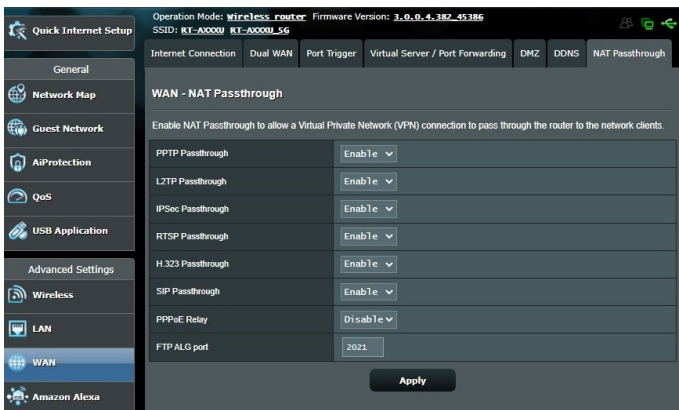 Quick Internet Setup
General
Network Map
Guest Network
AiProtection
QoS
USB Application
Advanced Settings
Wireless
LAN
WAN
Amazon Alexa
Operation Mode: Wireless router Firmware Version: 3.0.0.4.382_45386
SSID: RT-AXXXU RT-AXXXU_5G
Internet Connection Dual WAN Port Trigger Virtual Server / Port Forwarding DMZ DDNS NAT Passthrough
WAN - NAT Passthrough
Enable NAT Passthrough to allow a Virtual Private Network (VPN) connection to pass through the router to the network clients.
PPTP Passthrough Enable
L2TP Passthrough Enable
IPSec Passthrough Enable
RTSP Passthrough Enable
H.323 Passthrough Enable
SIP Passthrough Enable
PPPoE Relay Disable
FTP ALG port 2021
Apply